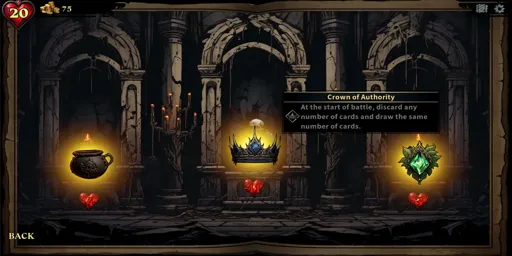 20
75
Crown of Authority
At the start of battle, discard any
number of cards and draw the same
number of cards.
BACK